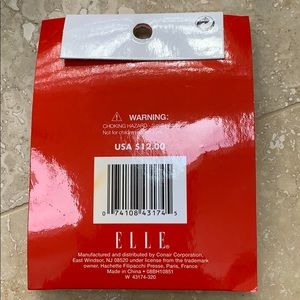 ⚠ WARNING:
CHOKING HAZARD -
Not for children
USA $12.00
0 74108 43174 5
ELLE®
Manufactured and distributed by Conair Corporation,
East Windsor, NJ 08520 under license from the trademark
owner, Hachette Filipacchi Presse, Paris, France
Made in China • 08BH10851
W 43174-320